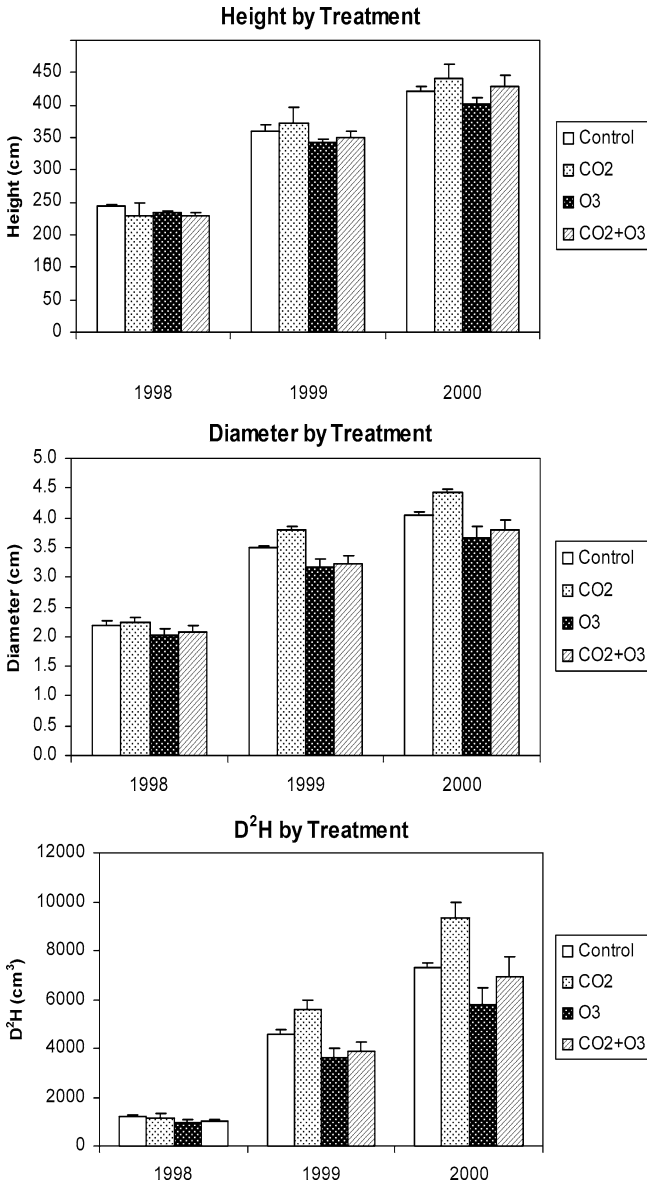 Height by Treatment
Height (cm)
450
400
350
300
250
200
180
50
0
1998
1999
2000
Control
CO2
O3
CO2+O3
Diameter by Treatment
Diameter (cm)
5.0
4.5
4.0
3.5
3.0
2.5
2.0
1.5
1.0
0.5
0.0
1998
1999
2000
Control
CO2
O3
CO2+O3
D²H by Treatment
D²H (cm³)
12000
10000
8000
6000
4000
2000
0
1998
1999
2000
Control
CO2
O3
CO2+O3